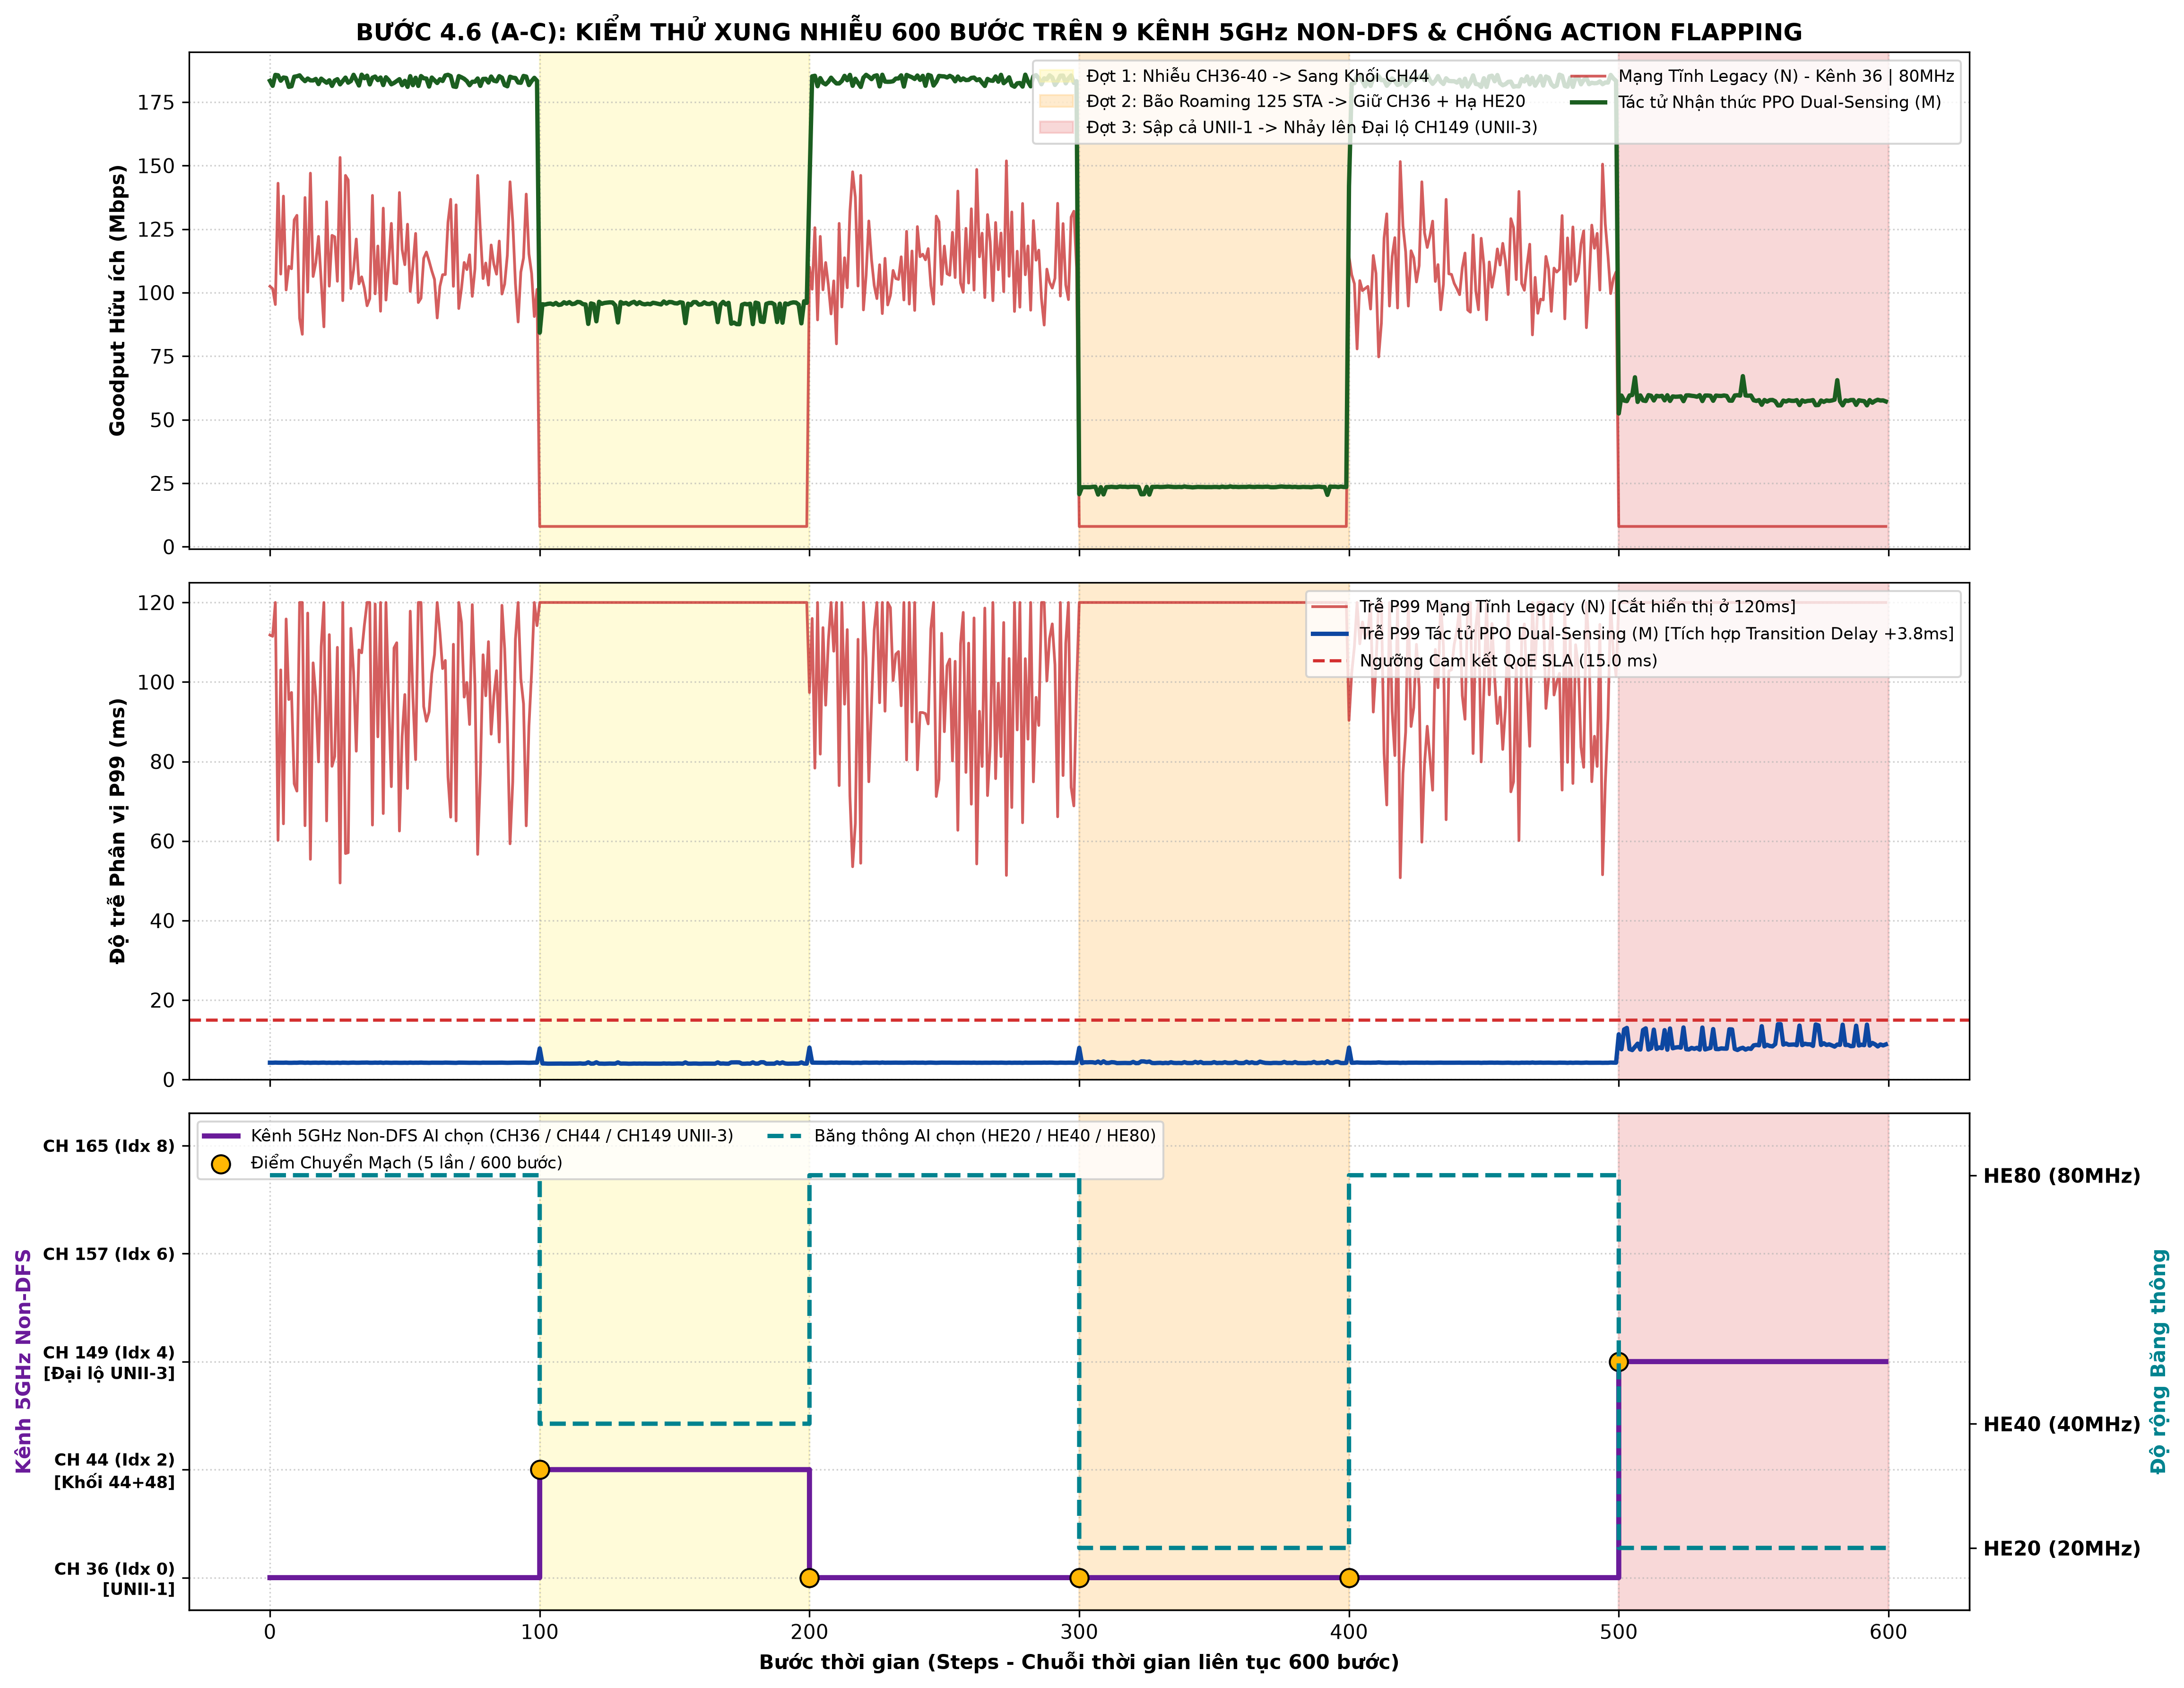 BƯỚC 4.6 (A-C): KIỂM THỬ XUNG NHIỄU 600 BƯỚC TRÊN 9 KÊNH 5GHz NON-DFS & CHỐNG ACTION FLAPPING
Goodput Hữu ích (Mbps)
175
150
125
100
75
50
25
0
Đợt 1: Nhiễu CH36-40 -> Sang Khối CH44
Đợt 2: Bão Roaming 125 STA -> Giữ CH36 + Hạ HE20
Đợt 3: Sập cả UNII-1 -> Nhảy lên Đại lộ CH149 (UNII-3)
Mạng Tĩnh Legacy (N) - Kênh 36 | 80MHz
Tác tử Nhận thức PPO Dual-Sensing (M)
Độ trễ Phân vị P99 (ms)
120
100
80
60
40
20
0
Trễ P99 Mạng Tĩnh Legacy (N) [Cắt hiển thị ở 120ms]
Trễ P99 Tác tử PPO Dual-Sensing (M) [Tích hợp Transition Delay +3.8ms]
Ngưỡng Cam kết QoE SLA (15.0 ms)
Kênh 5GHz Non-DFS
CH 165 (Idx 8)
CH 157 (Idx 6)
CH 149 (Idx 4)
[Đại lộ UNII-3]
CH 44 (Idx 2)
[Khối 44+48]
CH 36 (Idx 0)
[UNII-1]
Kênh 5GHz Non-DFS AI chọn (CH36 / CH44 / CH149 UNII-3)
Điểm Chuyển Mạch (5 lần / 600 bước)
Băng thông AI chọn (HE20 / HE40 / HE80)
HE80 (80MHz)
HE40 (40MHz)
HE20 (20MHz)
Độ rộng Băng thông
0
100
200
300
400
500
600
Bước thời gian (Steps - Chuỗi thời gian liên tục 600 bước)